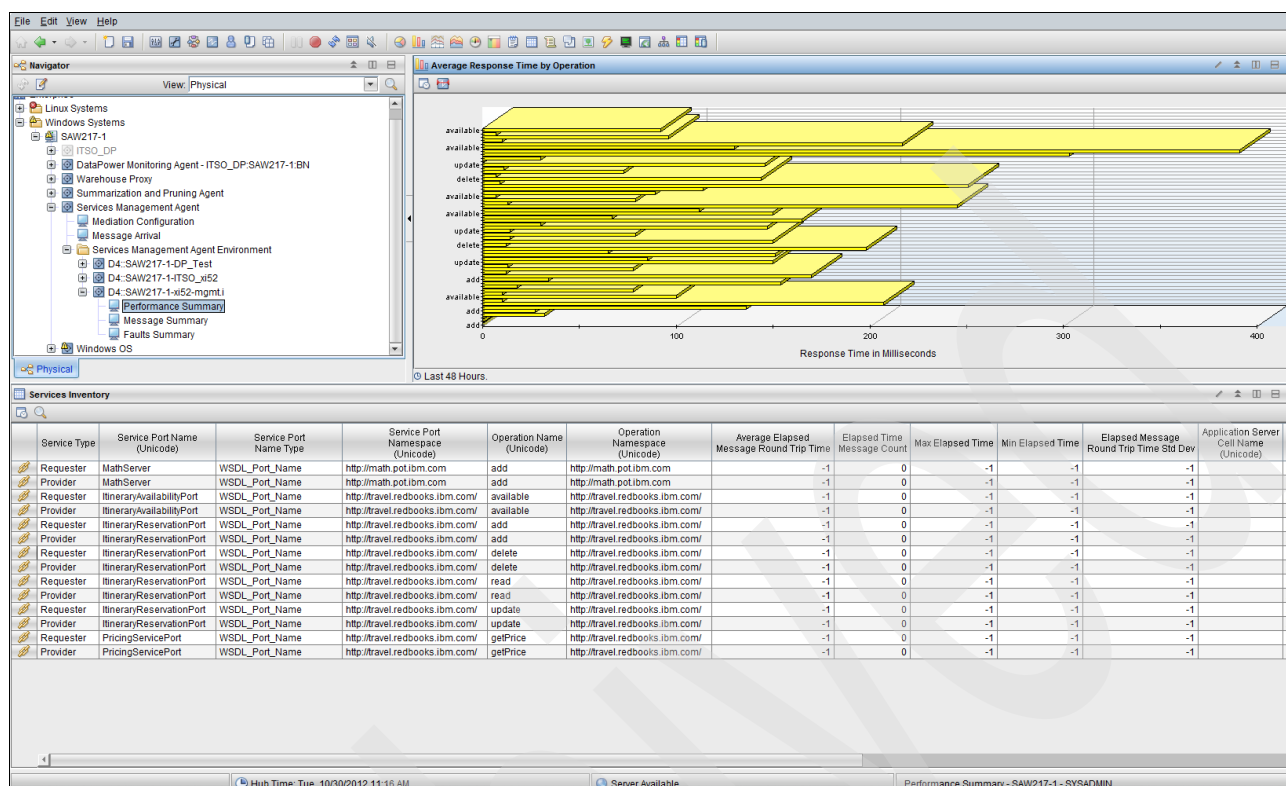 File Edit View Help
Navigator
View: Physical
Linux Systems
Windows Systems
SAW217-1
ITSO_DP
DataPower Monitoring Agent - ITSO_DP:SAW217-1:BN
Warehouse Proxy
Summarization and Pruning Agent
Services Management Agent
Mediation Configuration
Message Arrival
Services Management Agent Environment
D4::SAW217-1-DP_Test
D4::SAW217-1-ITSO_xi52
D4::SAW217-1-xi52-mgmt.i
Performance Summary
Message Summary
Faults Summary
Windows OS
Physical
Average Response Time by Operation
available
available
update
delete
available
available
update
delete
update
add
available
add
add
0 100 200 300 400
Response Time in Milliseconds
Last 48 Hours.
Services Inventory
Service Type Service Port Name (Unicode) Service Port Name Type Service Port Namespace (Unicode) Operation Name (Unicode) Operation Namespace (Unicode) Average Elapsed Message Round Trip Time Elapsed Time Message Count Max Elapsed Time Min Elapsed Time Elapsed Message Round Trip Time Std Dev Application Server Cell Name (Unicode)
Requester MathServer WSDL_Port_Name http://math.pot.ibm.com add http://math.pot.ibm.com -1 0 -1 -1 -1
Provider MathServer WSDL_Port_Name http://math.pot.ibm.com add http://math.pot.ibm.com -1 0 -1 -1 -1
Requester ItineraryAvailabilityPort WSDL_Port_Name http://travel.redbooks.ibm.com/ available http://travel.redbooks.ibm.com/ -1 0 -1 -1 -1
Provider ItineraryAvailabilityPort WSDL_Port_Name http://travel.redbooks.ibm.com/ available http://travel.redbooks.ibm.com/ -1 0 -1 -1 -1
Requester ItineraryReservationPort WSDL_Port_Name http://travel.redbooks.ibm.com/ add http://travel.redbooks.ibm.com/ -1 0 -1 -1 -1
Provider ItineraryReservationPort WSDL_Port_Name http://travel.redbooks.ibm.com/ add http://travel.redbooks.ibm.com/ -1 0 -1 -1 -1
Requester ItineraryReservationPort WSDL_Port_Name http://travel.redbooks.ibm.com/ delete http://travel.redbooks.ibm.com/ -1 0 -1 -1 -1
Provider ItineraryReservationPort WSDL_Port_Name http://travel.redbooks.ibm.com/ delete http://travel.redbooks.ibm.com/ -1 0 -1 -1 -1
Requester ItineraryReservationPort WSDL_Port_Name http://travel.redbooks.ibm.com/ read http://travel.redbooks.ibm.com/ -1 0 -1 -1 -1
Provider ItineraryReservationPort WSDL_Port_Name http://travel.redbooks.ibm.com/ read http://travel.redbooks.ibm.com/ -1 0 -1 -1 -1
Requester ItineraryReservationPort WSDL_Port_Name http://travel.redbooks.ibm.com/ update http://travel.redbooks.ibm.com/ -1 0 -1 -1 -1
Provider ItineraryReservationPort WSDL_Port_Name http://travel.redbooks.ibm.com/ update http://travel.redbooks.ibm.com/ -1 0 -1 -1 -1
Requester PricingServicePort WSDL_Port_Name http://travel.redbooks.ibm.com/ getPrice http://travel.redbooks.ibm.com/ -1 0 -1 -1 -1
Provider PricingServicePort WSDL_Port_Name http://travel.redbooks.ibm.com/ getPrice http://travel.redbooks.ibm.com/ -1 0 -1 -1 -1
Hub Time: Tue, 10/30/2012 11:16 AM Server Available Performance Summary - SAW217-1 - SYSADMIN